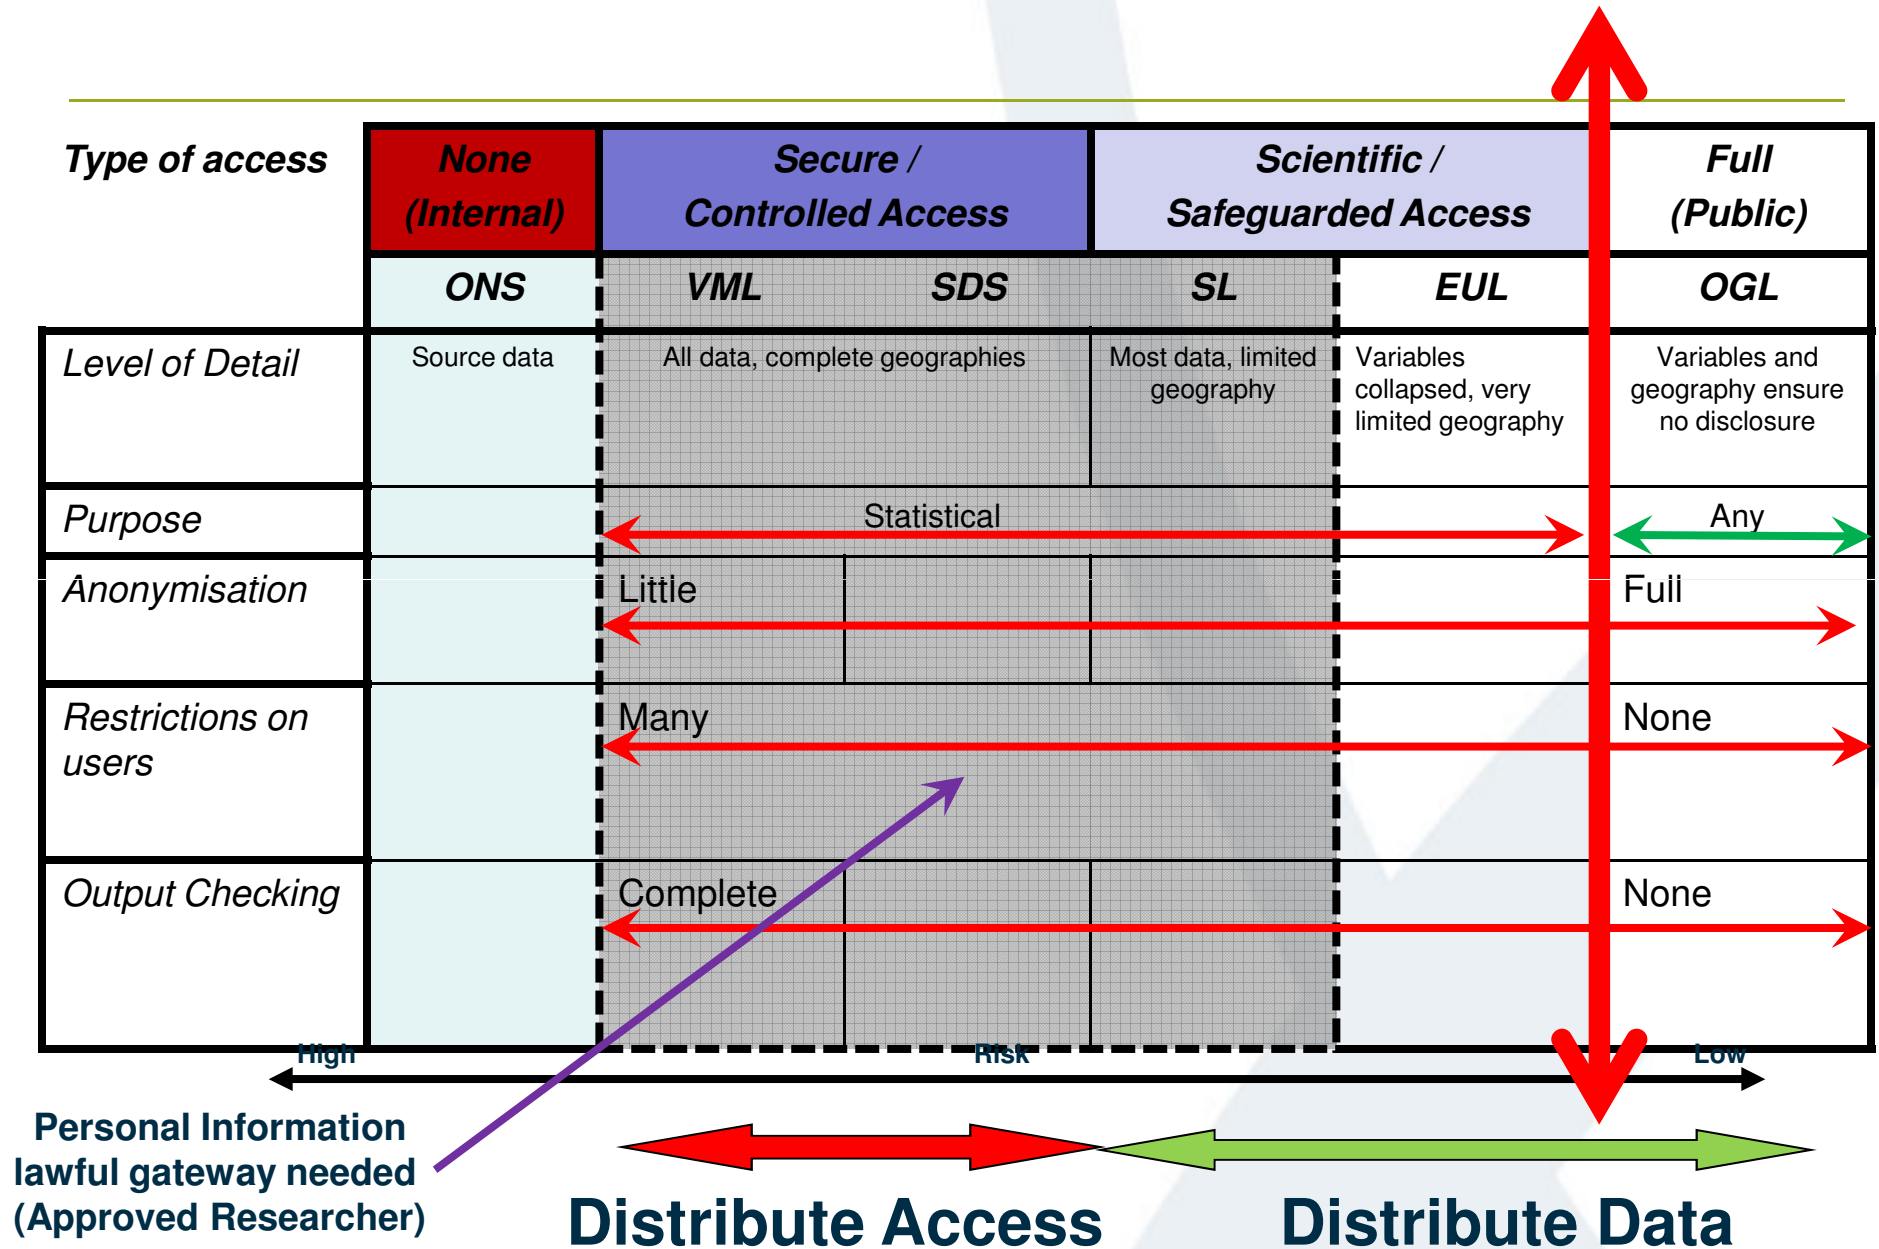 Type of access
None
(Internal)
Secure /
Controlled Access
Scientific /
Safeguarded Access
Full
(Public)
ONS
VML
SDS
SL
EUL
OGL
Level of Detail
Source data
All data, complete geographies
Most data, limited
geography
Variables
collapsed, very
limited geography
Variables and
geography ensure
no disclosure
Purpose
Statistical
Any
Anonymisation
Little
Full
Restrictions on
users
Many
None
Output Checking
Complete
None
High
Risk
Low
Personal Information
lawful gateway needed
(Approved Researcher)
Distribute Access
Distribute Data